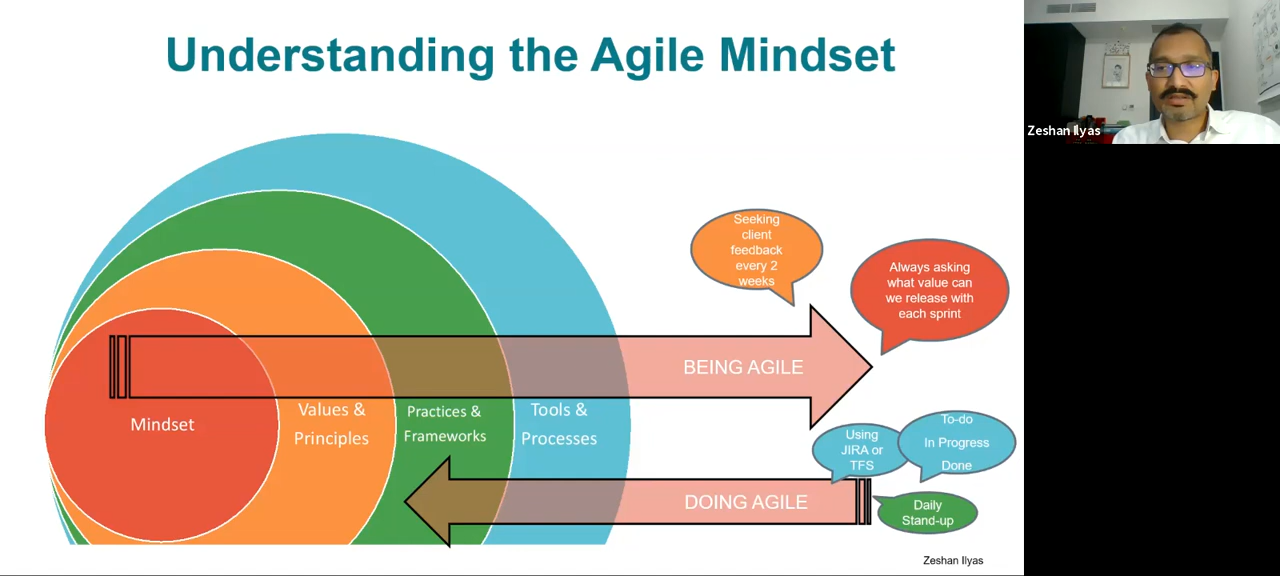 Understanding the Agile Mindset
Zeshan Ilyas
Seeking
client
feedback
every 2
weeks
Always asking
what value can
we release with
each sprint
BEING AGILE
Mindset
Values &
Principles
Practices &
Frameworks
Tools &
Processes
Using
JIRA or
TFS
To-do
In Progress
Done
DOING AGILE
Daily
Stand-up
Zeshan Ilyas